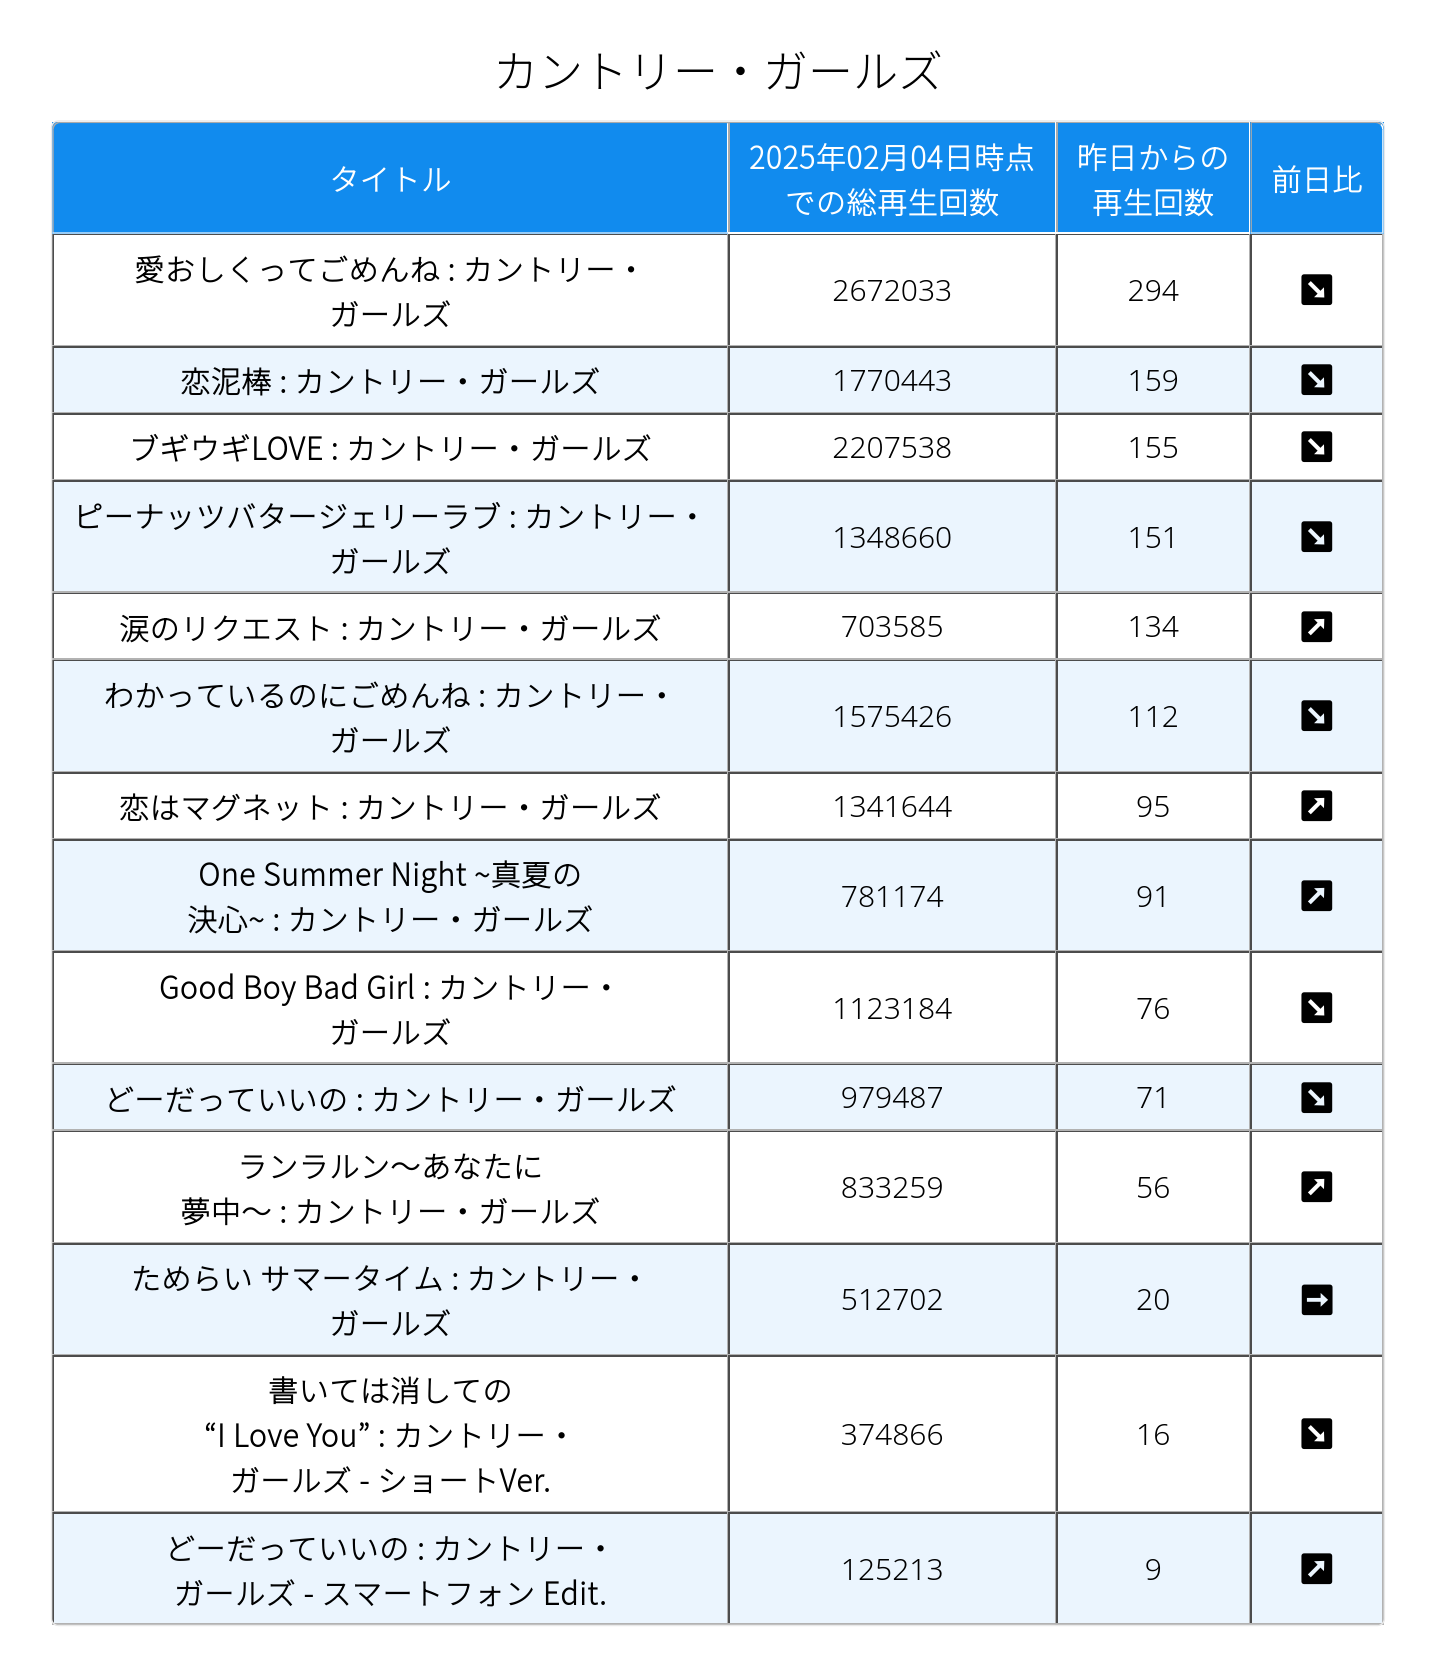 カントリー・ガールズ
タイトル
2025年02月04日時点
での総再生回数
昨日からの
再生回数
前日比
愛おしくってごめんね : カントリー・
ガールズ
2672033
294
↘
恋泥棒 : カントリー・ガールズ
1770443
159
↘
ブギウギLOVE : カントリー・ガールズ
2207538
155
↘
ピーナッツバタージェリーラブ : カントリー・
ガールズ
1348660
151
↘
涙のリクエスト : カントリー・ガールズ
703585
134
↗
わかっているのにごめんね : カントリー・
ガールズ
1575426
112
↘
恋はマグネット : カントリー・ガールズ
1341644
95
↗
One Summer Night ~真夏の
決心~ : カントリー・ガールズ
781174
91
↗
Good Boy Bad Girl : カントリー・
ガールズ
1123184
76
↘
どーだっていいの : カントリー・ガールズ
979487
71
↘
ランラルン～あなたに
夢中～ : カントリー・ガールズ
833259
56
↗
ためらい サマータイム : カントリー・
ガールズ
512702
20
→
書いては消しての
“I Love You” : カントリー・
ガールズ - ショートVer.
374866
16
↘
どーだっていいの : カントリー・
ガールズ - スマートフォン Edit.
125213
9
↗